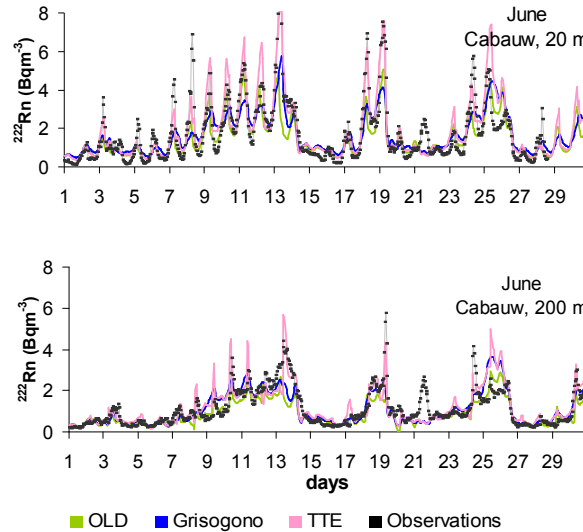 June
Cabauw, 20 m
²²²Rn (Bqm⁻³)
8
6
4
2
0
1 3 5 7 9 11 13 15 17 19 21 23 25 27 29
days
June
Cabauw, 200 m
²²²Rn (Bqm⁻³)
8
6
4
2
0
1 3 5 7 9 11 13 15 17 19 21 23 25 27 29
days
OLD Grisogono TTE Observations